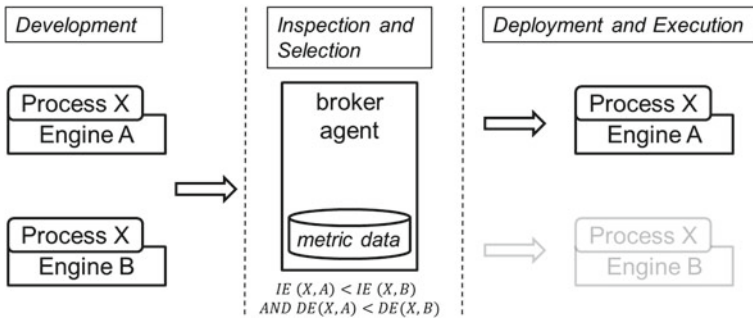 Development
Inspection and
Selection
Deployment and Execution
Process X
Engine A
Process X
Engine B
broker
agent
metric data
IE (X,A) < IE (X,B)
AND DE(X,A) < DE(X,B)
Process X
Engine A
Process X
Engine B